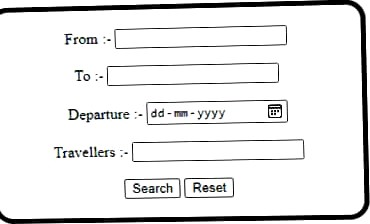 From :-
To :-
Departure :- dd-mm-yyyy
Travellers :-
Search Reset